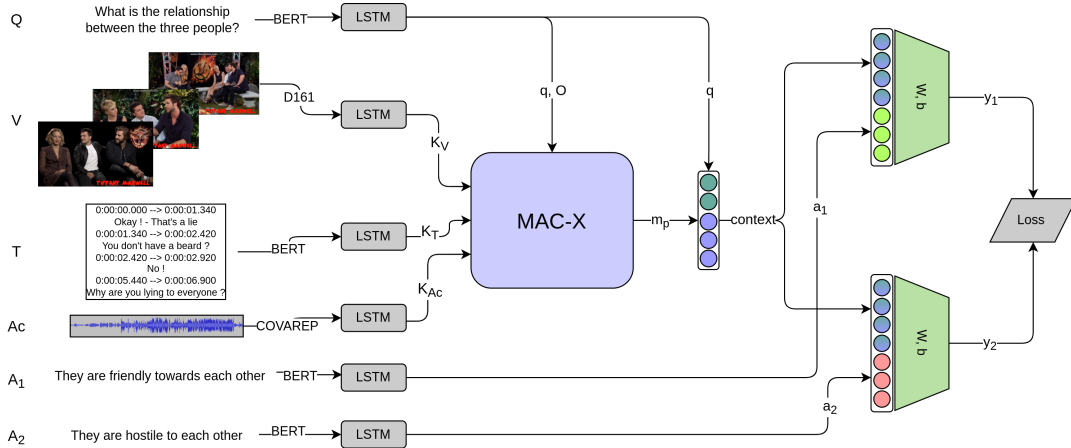 Q
What is the relationship
between the three people?
BERT
LSTM
q, O
q
V
TIFFANY MAXWELL
D161
LSTM
K_V
MAC-X
m_p
context
W, b
y_1
a_1
Loss
T
0:00:00.000 --> 0:00:01.340
Okay ! - That's a lie
0:00:01.340 --> 0:00:02.420
You don't have a beard ?
0:00:02.420 --> 0:00:02.920
No !
0:00:05.440 --> 0:00:06.900
Why are you lying to everyone ?
BERT
LSTM
K_T
K_Ac
Ac
COVAREP
LSTM
W, b
y_2
A_1
They are friendly towards each other
BERT
LSTM
a_2
A_2
They are hostile to each other
BERT
LSTM